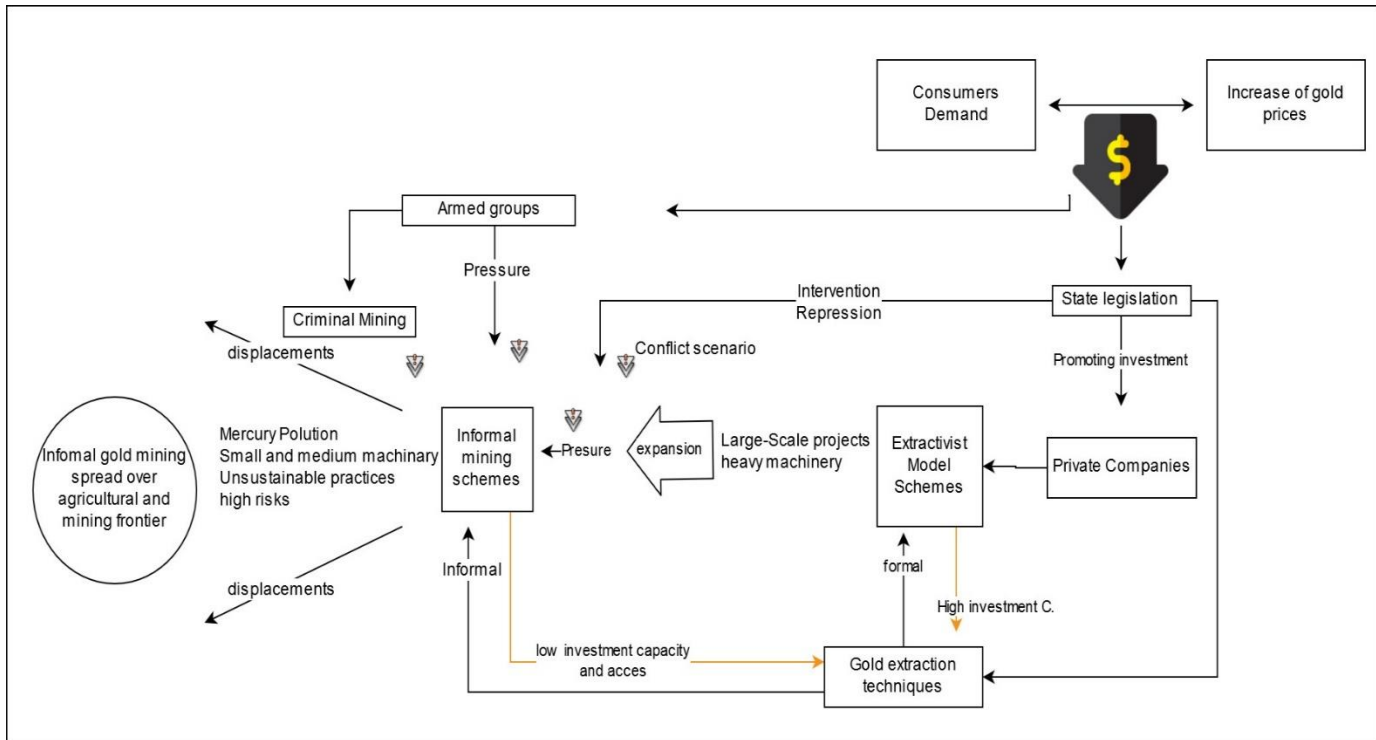 Consumers
Demand
Increase of gold
prices
$
Armed groups
Pressure
Intervention
Repression
State legislation
Criminal Mining
displacements
Conflict scenario
Promoting investment
Infomal gold mining
spread over
agricultural and
mining frontier
Mercury Polution
Small and medium machinary
Unsustainable practices
high risks
Informal
mining
schemes
Presure
expansion
Large-Scale projects
heavy machinery
Extractivist
Model
Schemes
Private Companies
displacements
Informal
formal
High investment C.
low investment capacity
and acces
Gold extraction
techniques